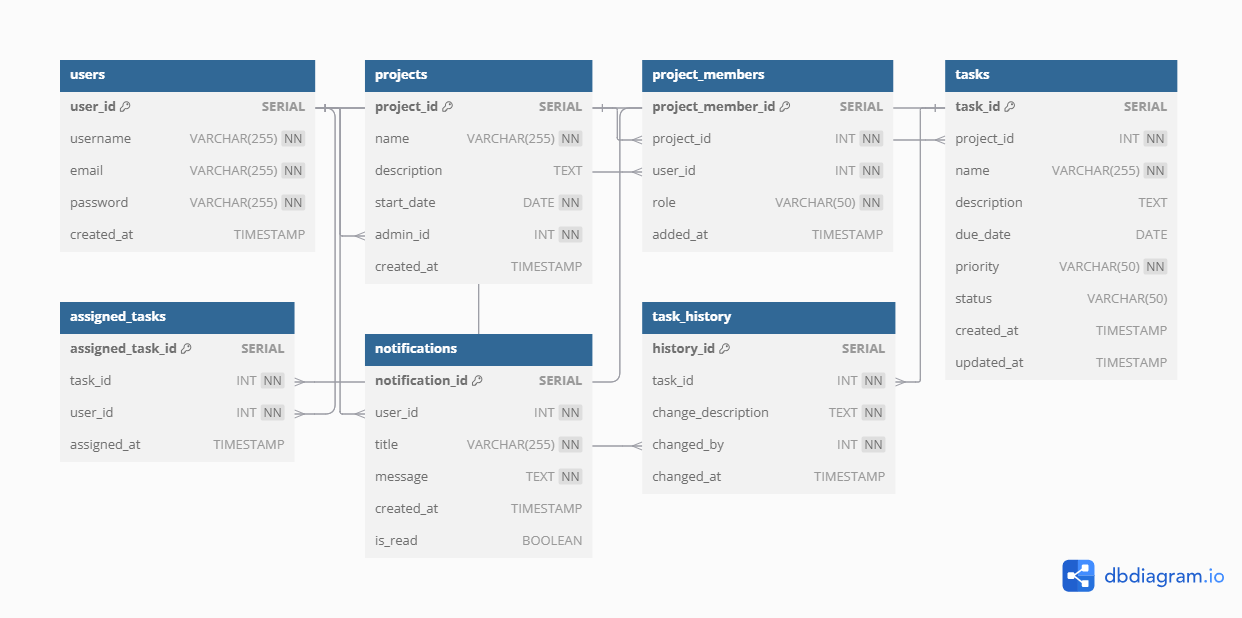 users
user_id SERIAL
username VARCHAR(255) NN
email VARCHAR(255) NN
password VARCHAR(255) NN
created_at TIMESTAMP
projects
project_id SERIAL
name VARCHAR(255) NN
description TEXT
start_date DATE NN
admin_id INT NN
created_at TIMESTAMP
project_members
project_member_id SERIAL
project_id INT NN
user_id INT NN
role VARCHAR(50) NN
added_at TIMESTAMP
tasks
task_id SERIAL
project_id INT NN
name VARCHAR(255) NN
description TEXT
due_date DATE
priority VARCHAR(50) NN
status VARCHAR(50)
created_at TIMESTAMP
updated_at TIMESTAMP
assigned_tasks
assigned_task_id SERIAL
task_id INT NN
user_id INT NN
assigned_at TIMESTAMP
notifications
notification_id SERIAL
user_id INT NN
title VARCHAR(255) NN
message TEXT NN
created_at TIMESTAMP
is_read BOOLEAN
task_history
history_id SERIAL
task_id INT NN
change_description TEXT NN
changed_by INT NN
changed_at TIMESTAMP
dbdiagram.io